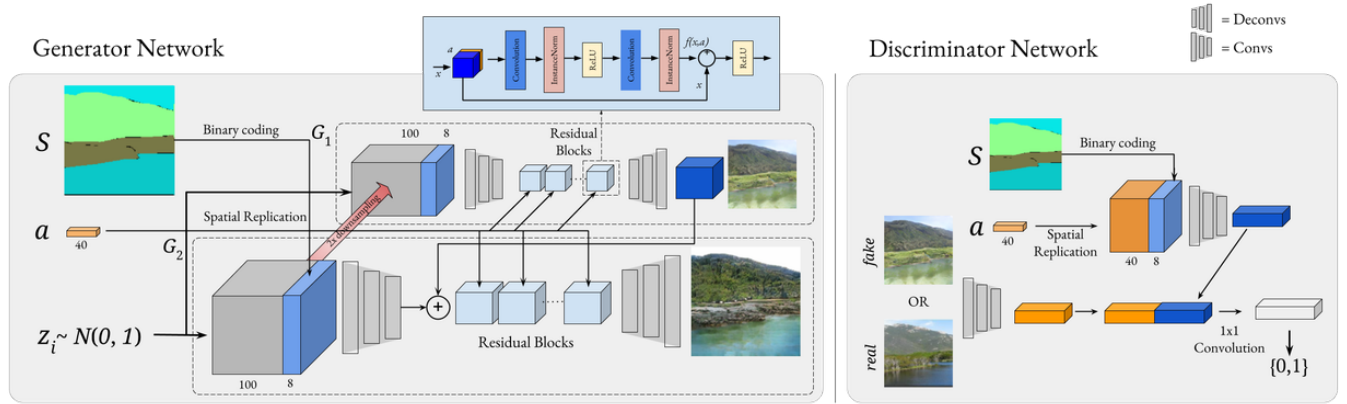 = Deconvs
= Convs
Generator Network
a
x
Convolution
InstanceNorm
ReLU
Convolution
InstanceNorm
f(x,a)
+
x
ReLU
S
Binary coding
G1
100
8
Residual
Blocks
a
40
Spatial Replication
2x downsampling
G2
zi~ N(0, 1)
100
8
+
Residual Blocks
Discriminator Network
S
Binary coding
a
40
Spatial
Replication
40
8
fake
OR
real
1x1
Convolution
{0,1}